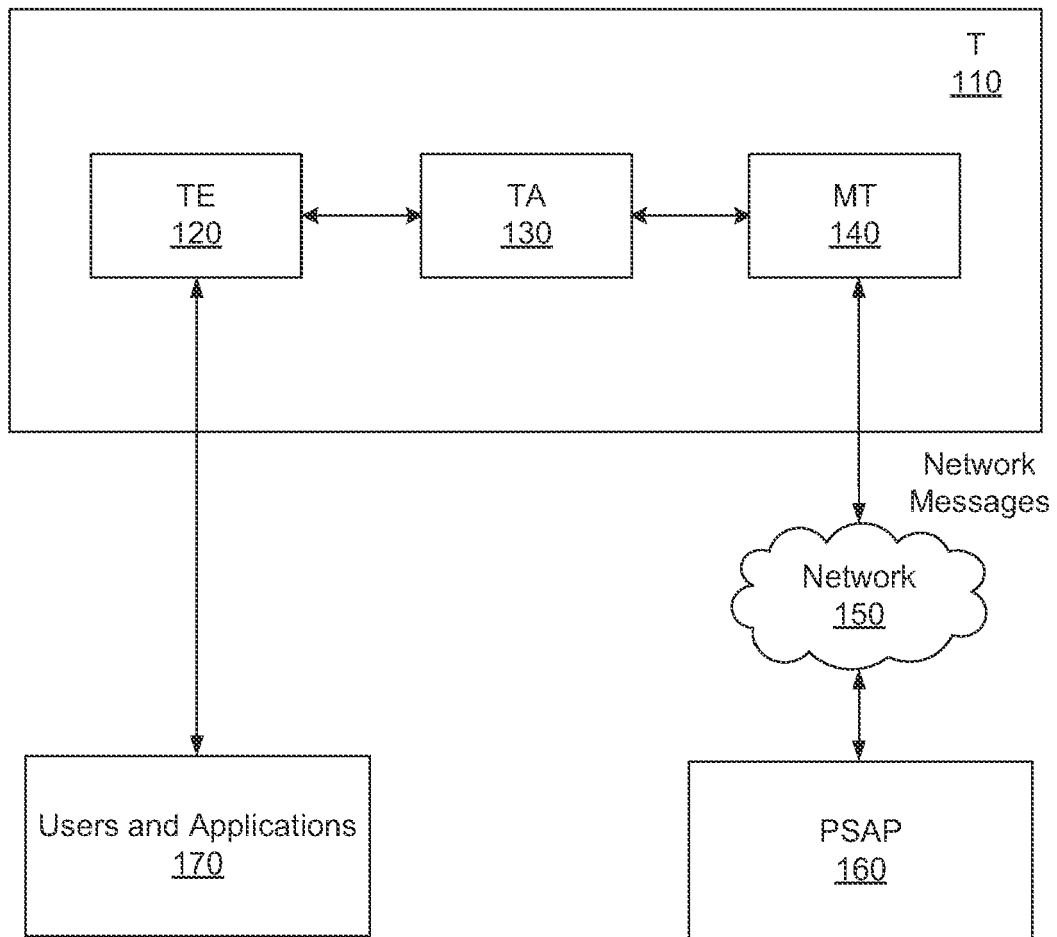 T
110
TE
120
TA
130
MT
140
Network
Messages
Network
150
Users and Applications
170
PSAP
160